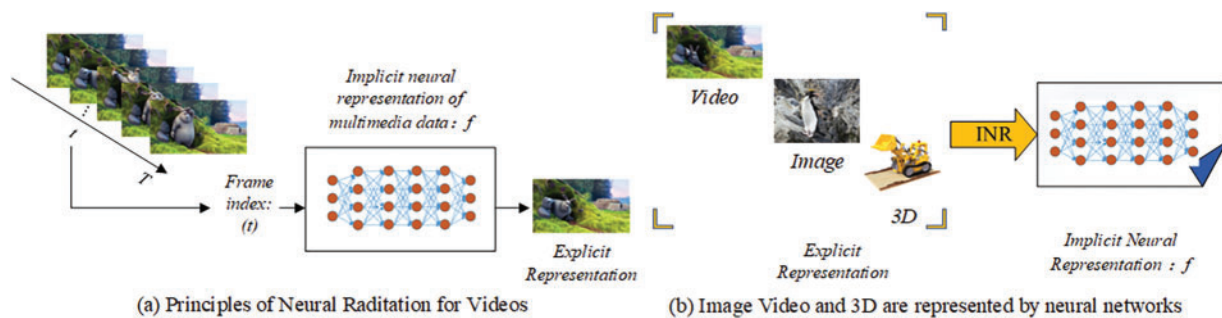 t
T
Frame
index:
(t)
Implicit neural
representation of
multimedia data： f
Explicit
Representation
(a) Principles of Neural Raditation for Videos
Video
Image
3D
Explicit
Representation
INR
Implicit Neural
Representation ： f
(b) Image Video and 3D are represented by neural networks